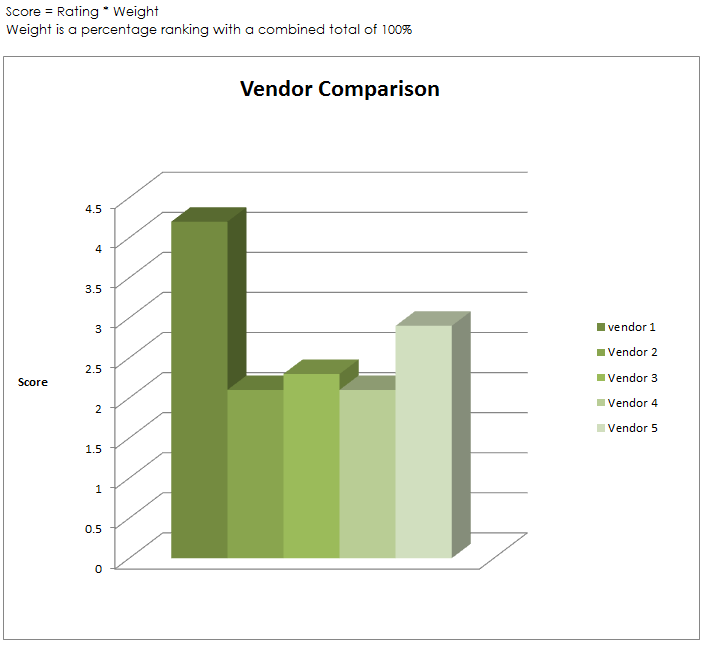 Score = Rating * Weight
Weight is a percentage ranking with a combined total of 100%
Vendor Comparison
4.5
4
3.5
3
2.5
2
1.5
1
0.5
0
Score
vendor 1
Vendor 2
Vendor 3
Vendor 4
Vendor 5